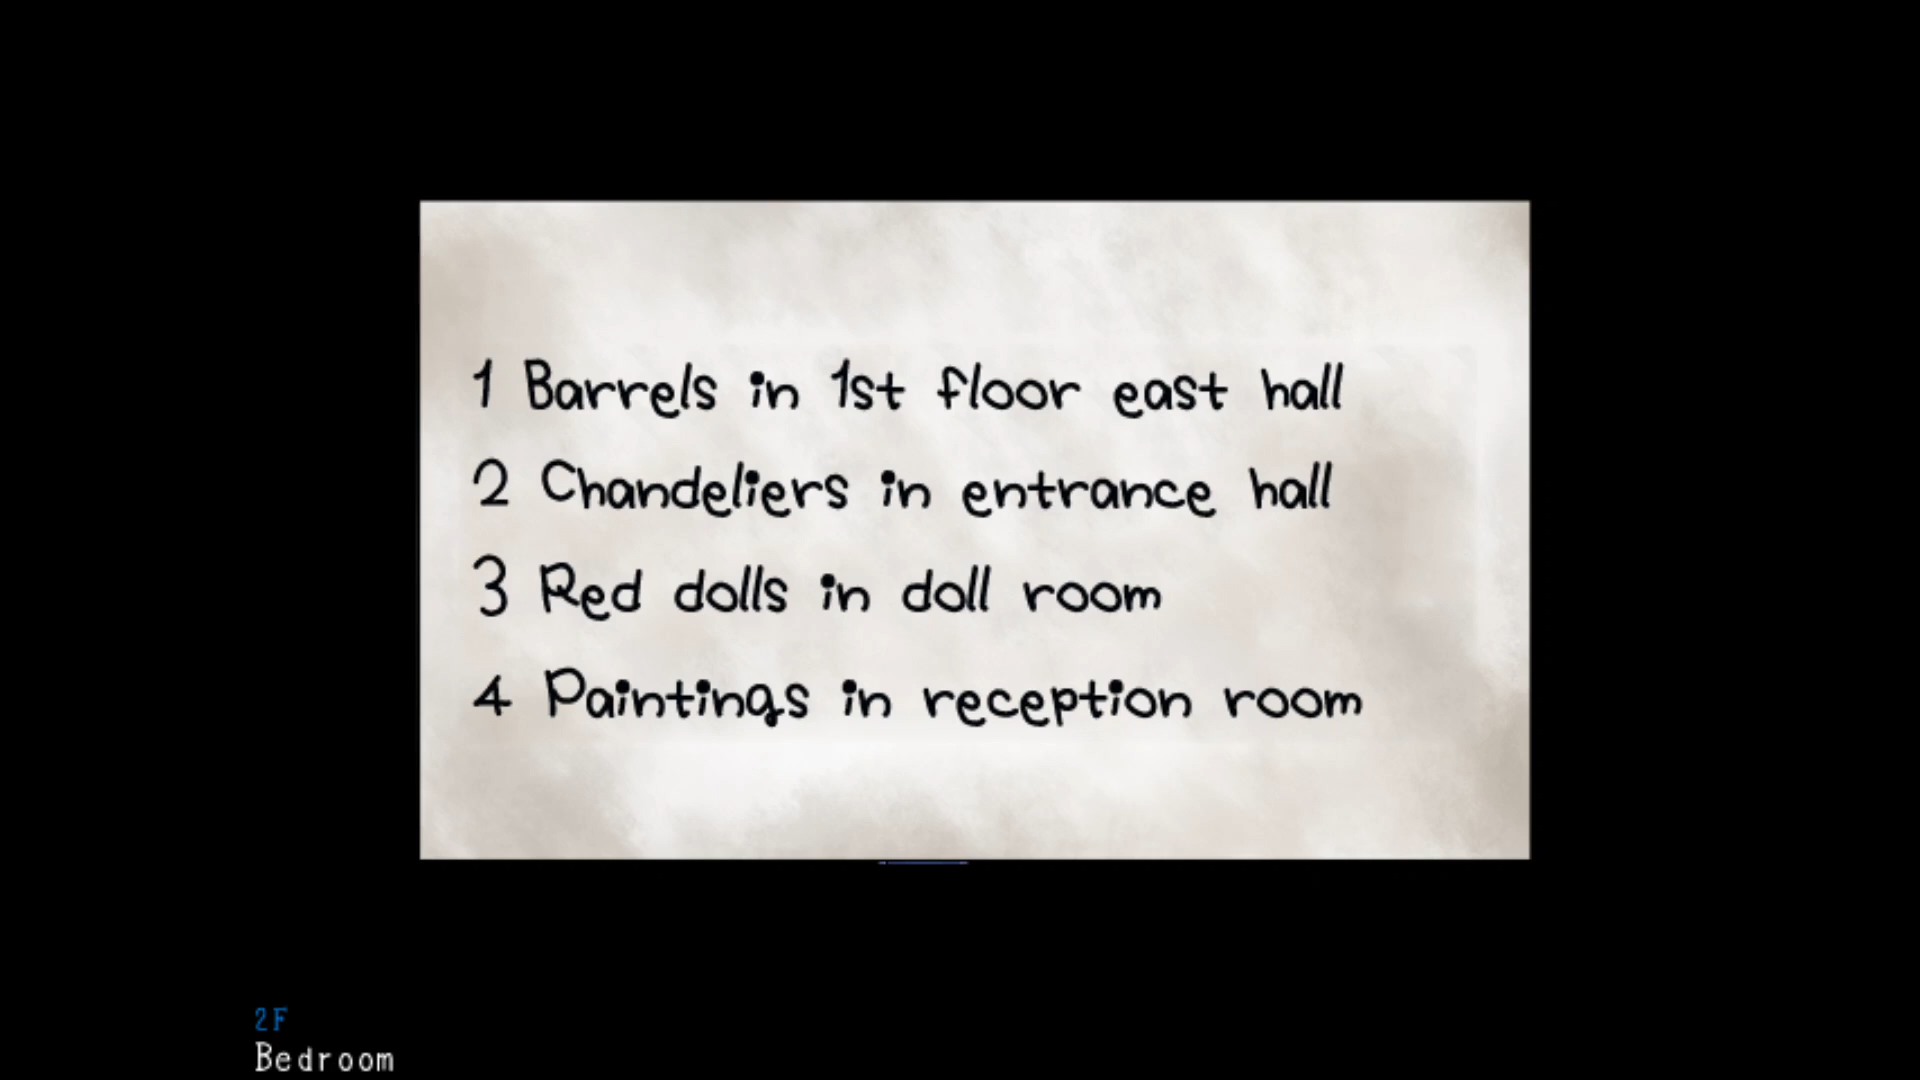 1 Barrels in 1st floor east hall
2 Chandeliers in entrance hall
3 Red dolls in doll room
4 Paintings in reception room
2F
Bedroom